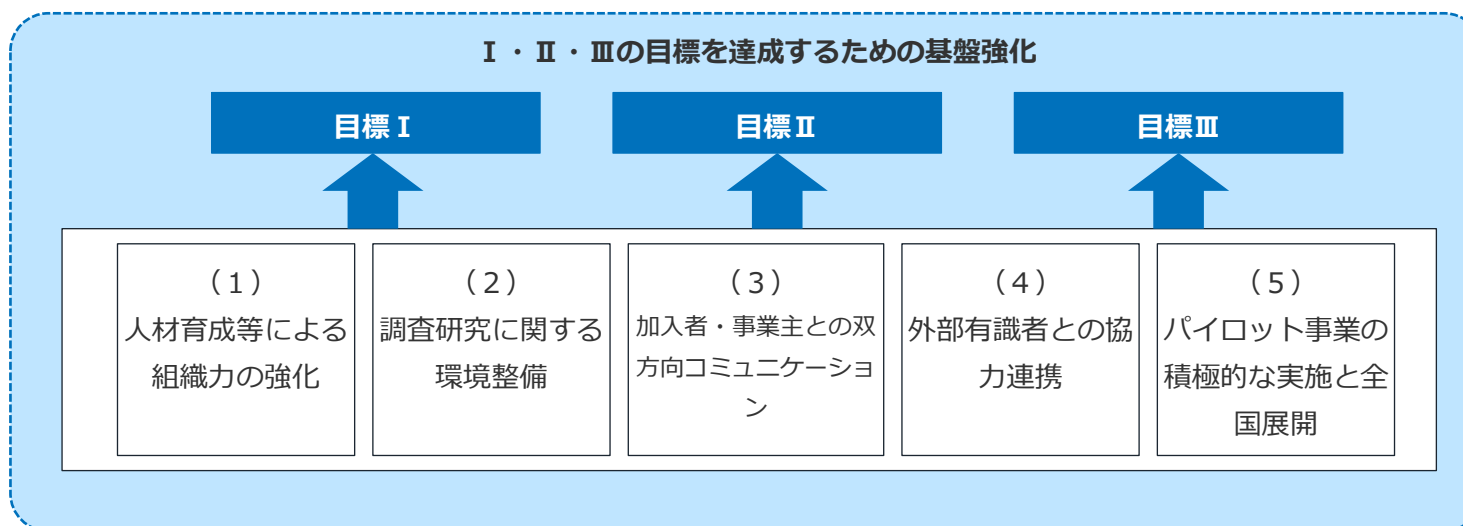 Ⅰ・Ⅱ・Ⅲの目標を達成するための基盤強化
目標Ⅰ
目標Ⅱ
目標Ⅲ
（１）
人材育成等による
組織力の強化
（２）
調査研究に関する
環境整備
（３）
加入者・事業主との双
方向コミュニケーショ
ン
（４）
外部有識者との協
力連携
（５）
パイロット事業の
積極的な実施と全
国展開